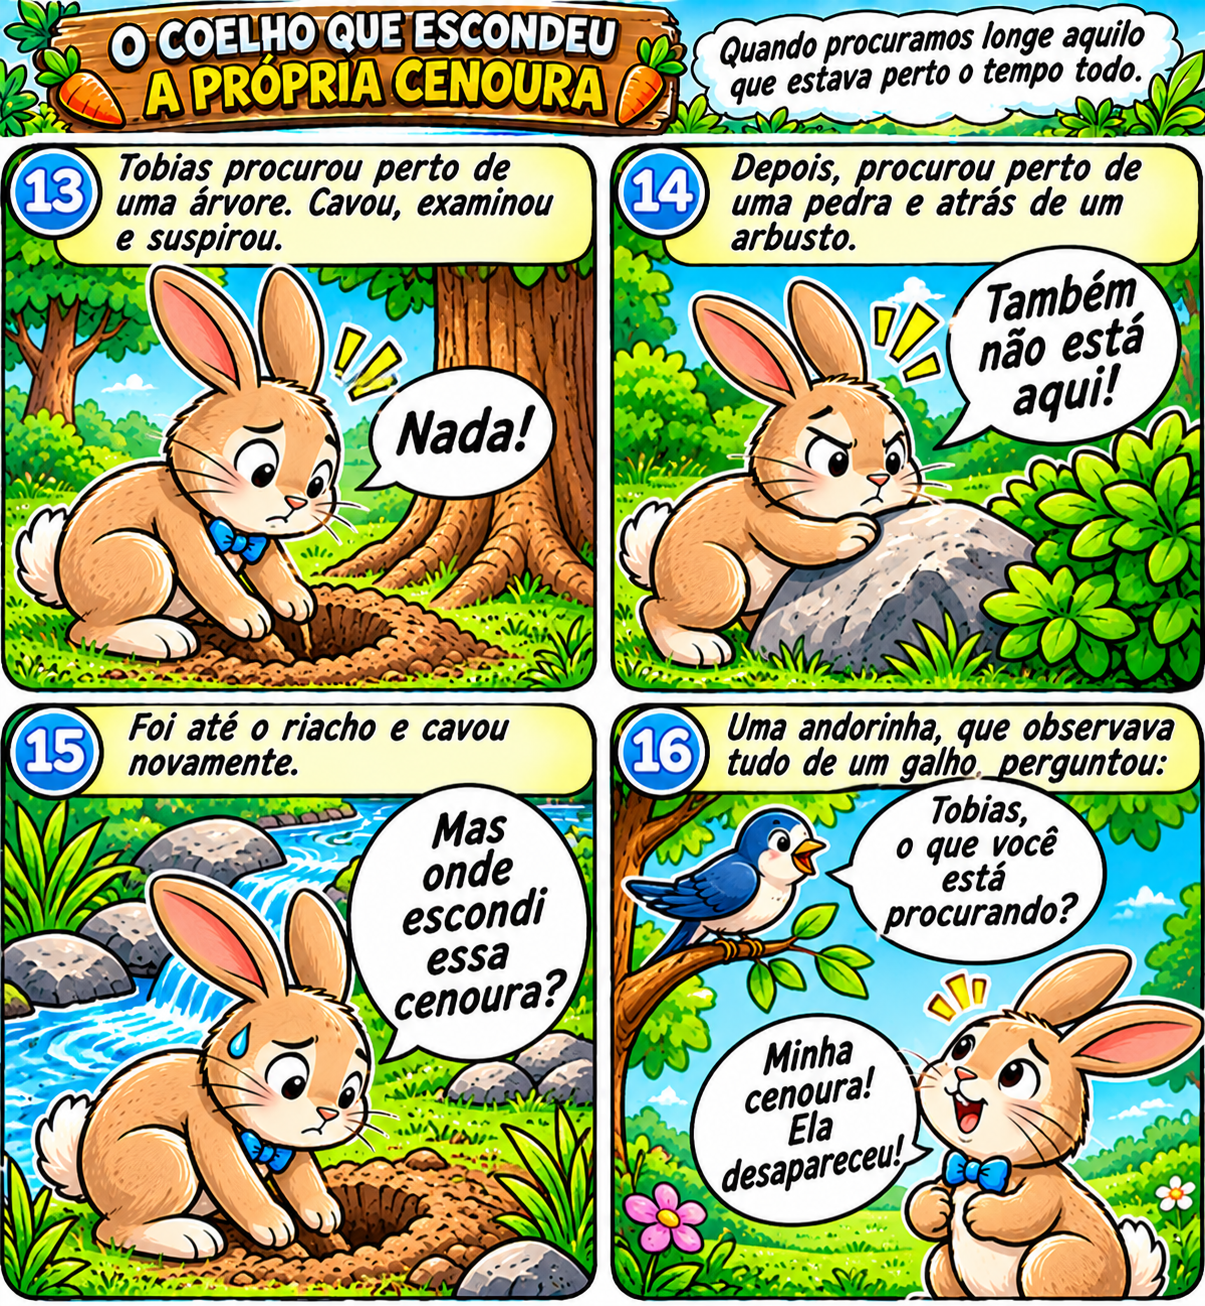 O COELHO QUE ESCONDEU
A PRÓPRIA CENOURA
Quando procuramos longe aquilo
que estava perto o tempo todo.
13
Tobias procurou perto de
uma árvore. Cavou, examinou
e suspirou.
Nada!
14
Depois, procurou perto de
uma pedra e atrás de um
arbusto.
Também
não está
aqui!
15
Foi até o riacho e cavou
novamente.
Mas
onde
escondi
essa
cenoura?
16
Uma andorinha, que observava
tudo de um galho, perguntou:
Tobias,
o que você
está
procurando?
Minha
cenoura!
Ela
desapareceu!